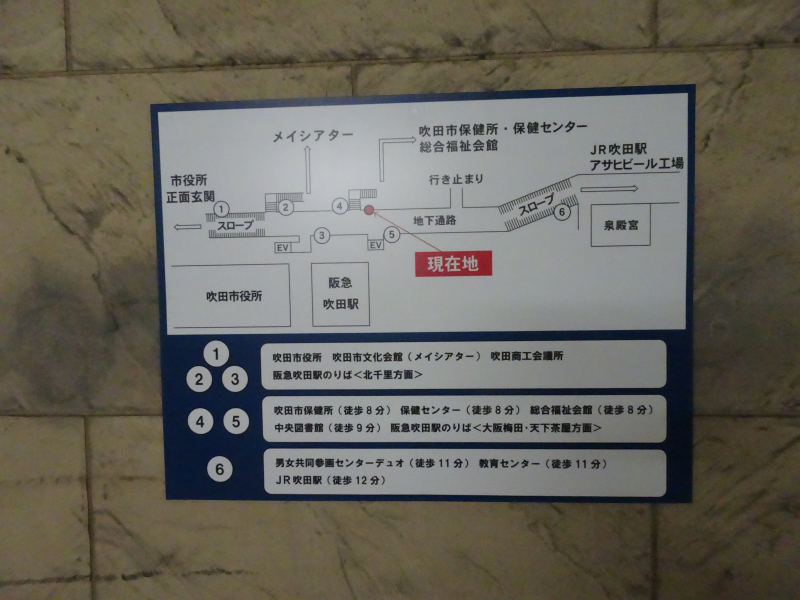 メイシアター
吹田市保健所・保健センター
総合福祉会館
JR吹田駅
アサヒビール工場
市役所
正面玄関
行き止まり
① ② ④
スロープ
地下通路
スロープ
⑥
③ ⑤
EV EV
泉殿宮
現在地
吹田市役所
阪急
吹田駅
1
2 3
吹田市役所 吹田市文化会館(メイシアター) 吹田商工会議所
阪急吹田駅のりば<北千里方面>
4 5
吹田市保健所(徒歩8分) 保健センター(徒歩8分) 総合福祉会館(徒歩8分)
中央図書館(徒歩9分) 阪急吹田駅のりば<大阪梅田・天下茶屋方面>
6
男女共同参画センターデュオ(徒歩11分) 教育センター(徒歩11分)
JR吹田駅(徒歩12分)